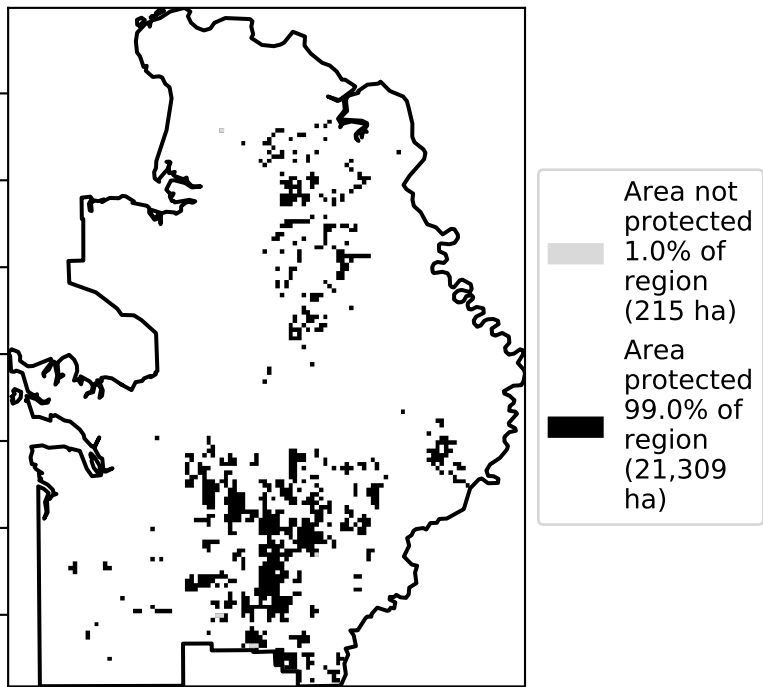 Area not
protected
1.0% of
region
(215 ha)
Area
protected
99.0% of
region
(21,309
ha)